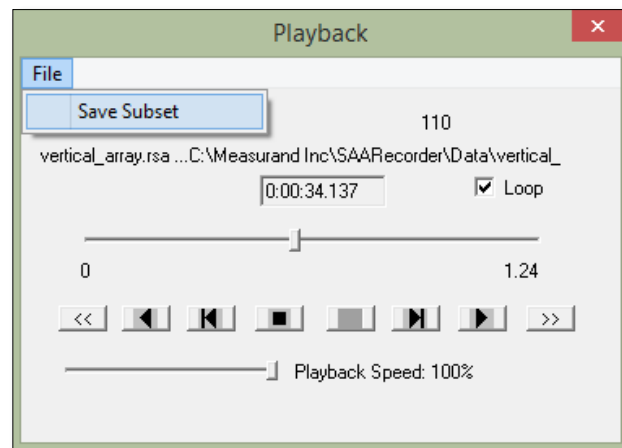 Playback
File
Save Subset
110
vertical_array.rsa ...C:\Measurand Inc\SAARecorder\Data\vertical_
0:00:34.137
Loop
0
1.24
<<
>>
Playback Speed: 100%